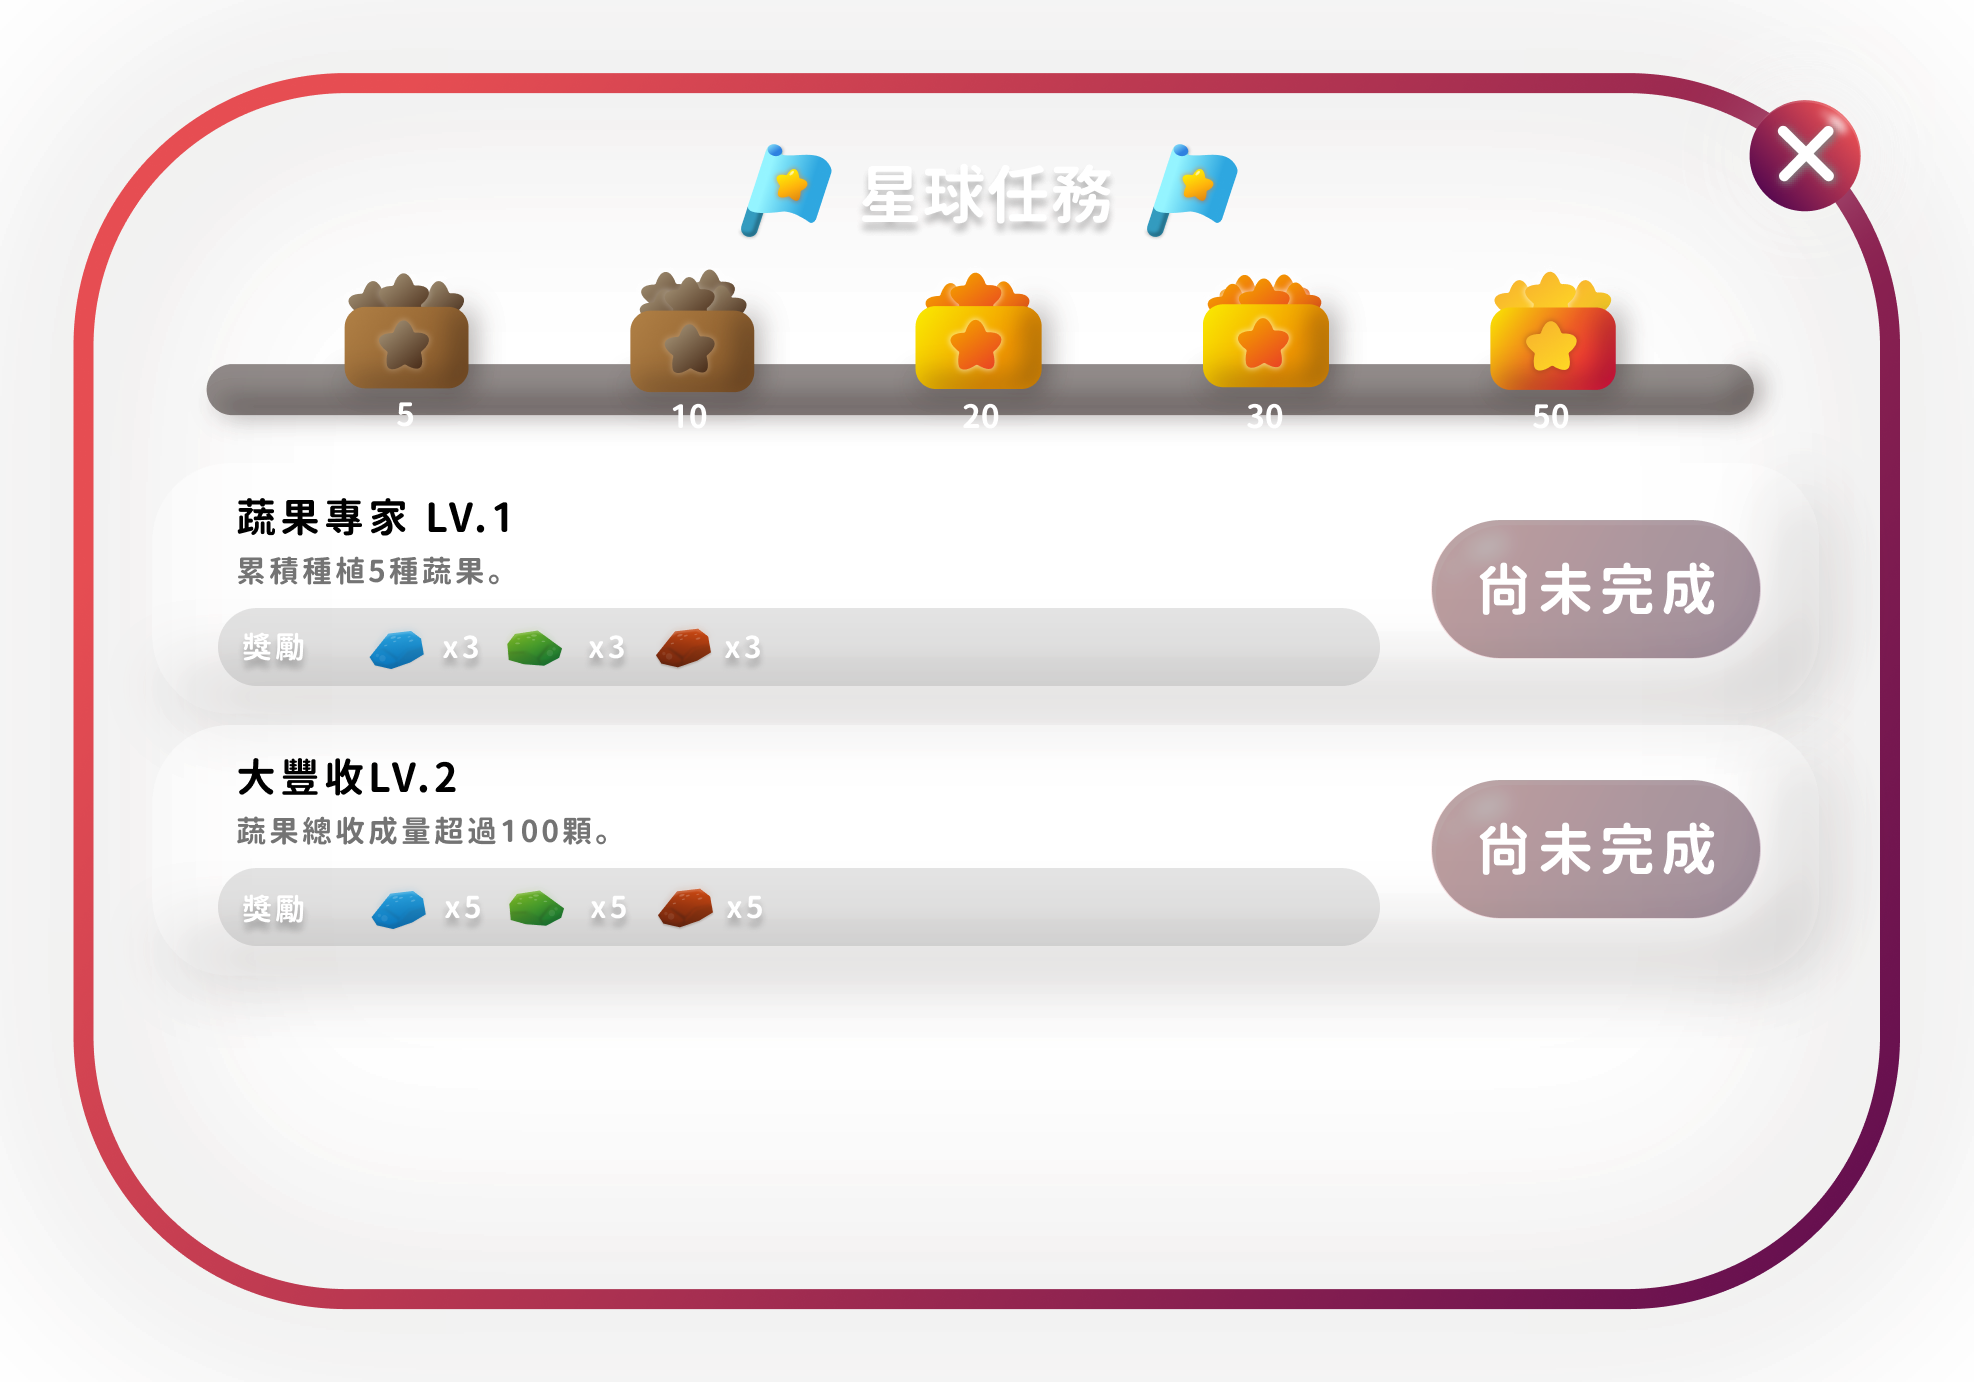 星球任務
5 10 20 30 50
蔬果專家 LV.1
累積種植5種蔬果。
尚未完成
獎勵 x3 x3 x3
大豐收LV.2
蔬果總收成量超過100顆。
尚未完成
獎勵 x5 x5 x5